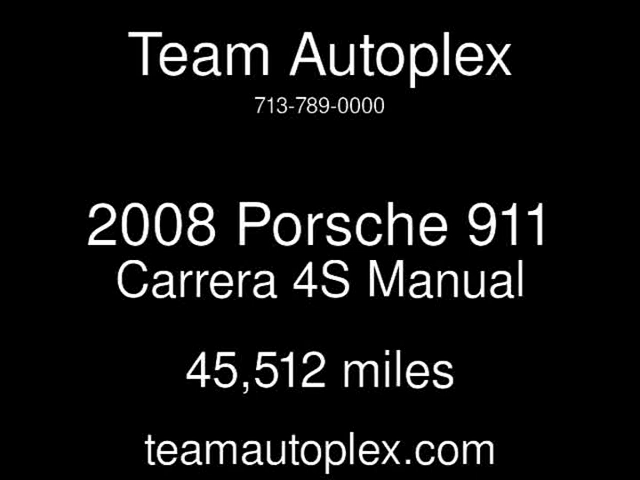 Team Autoplex
713-789-0000
2008 Porsche 911
Carrera 4S Manual
45,512 miles
teamautoplex.com